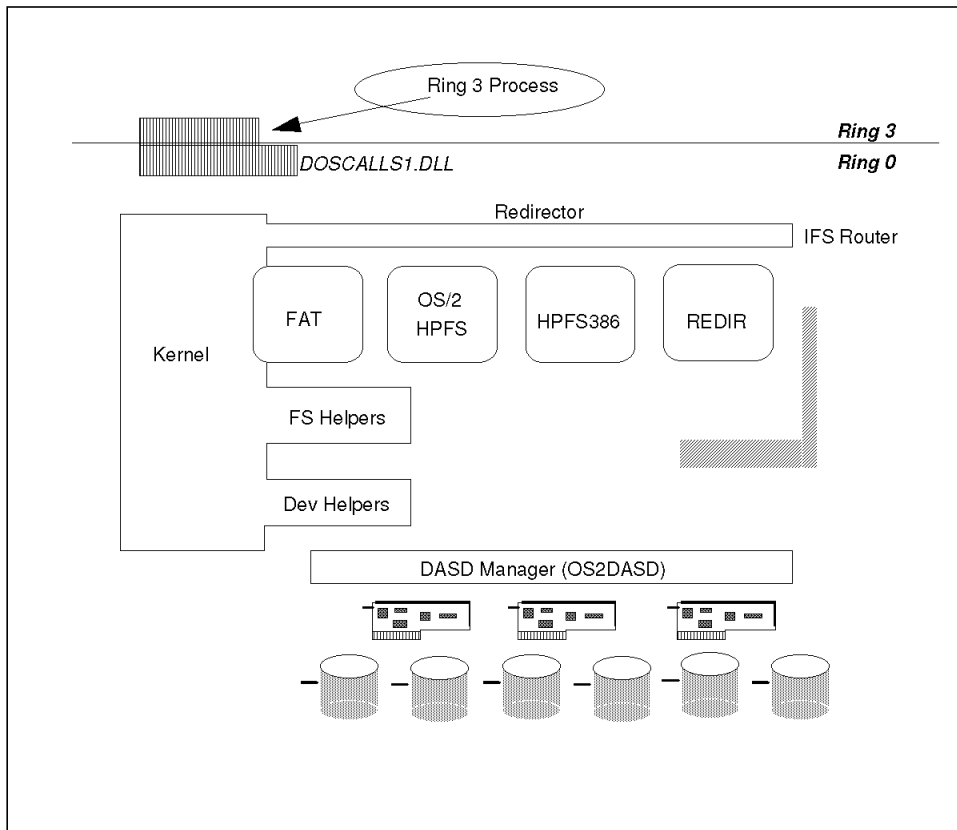 Ring 3 Process
Ring 3
DOSCALLS1.DLL
Ring 0
Redirector
IFS Router
FAT
OS/2
HPFS
HPFS386
REDIR
Kernel
FS Helpers
Dev Helpers
DASD Manager (OS2DASD)